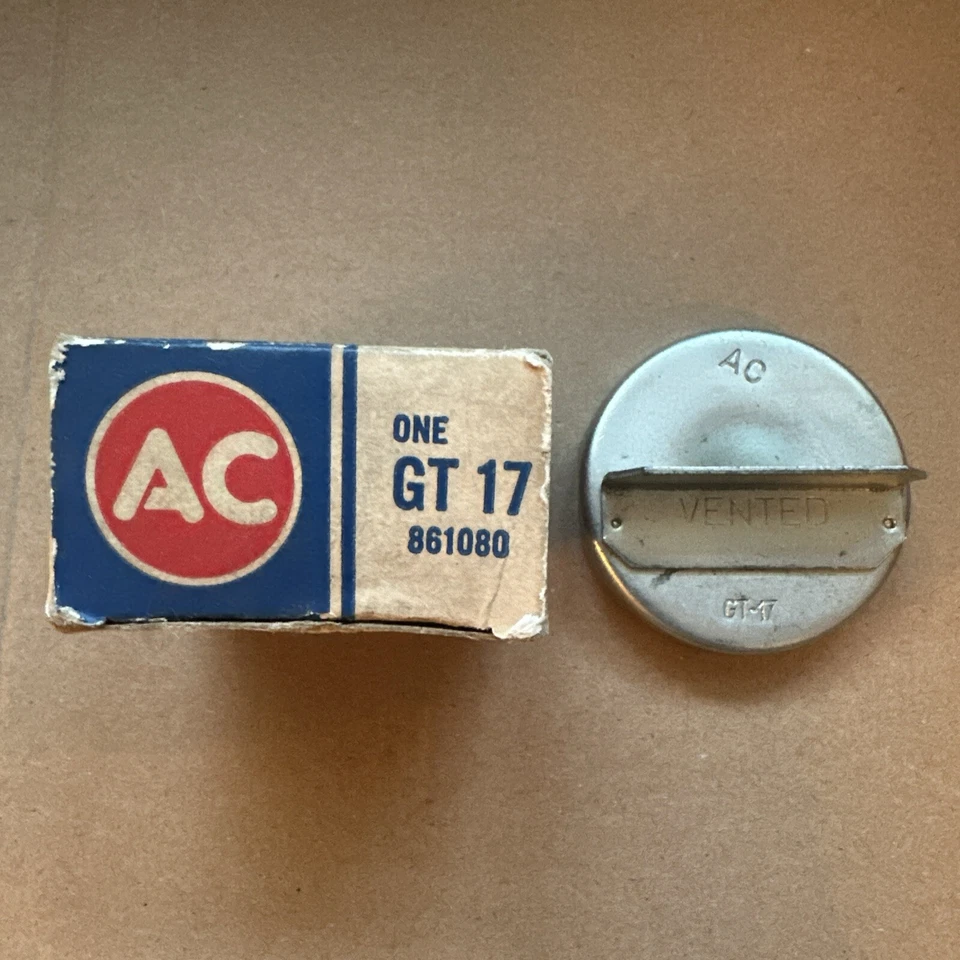 AC
ONE
GT 17
861080
AC
VENTED
GT-17